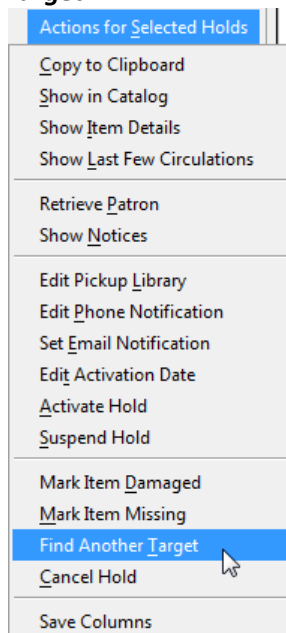 Actions for Selected Holds
Copy to Clipboard
Show in Catalog
Show Item Details
Show Last Few Circulations
Retrieve Patron
Show Notices
Edit Pickup Library
Edit Phone Notification
Set Email Notification
Edit Activation Date
Activate Hold
Suspend Hold
Mark Item Damaged
Mark Item Missing
Find Another Target
Cancel Hold
Save Columns